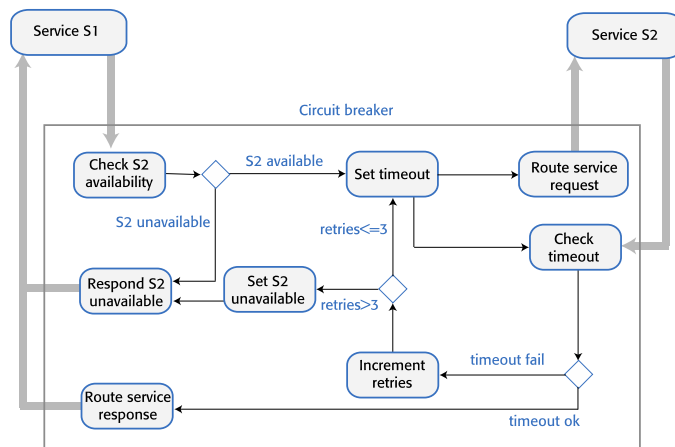 Service S1
Service S2
Circuit breaker
Check S2
availability
S2 available
Set timeout
Route service
request
S2 unavailable
retries<=3
Check
timeout
Respond S2
unavailable
Set S2
unavailable
retries>3
Increment
retries
timeout fail
Route service
response
timeout ok